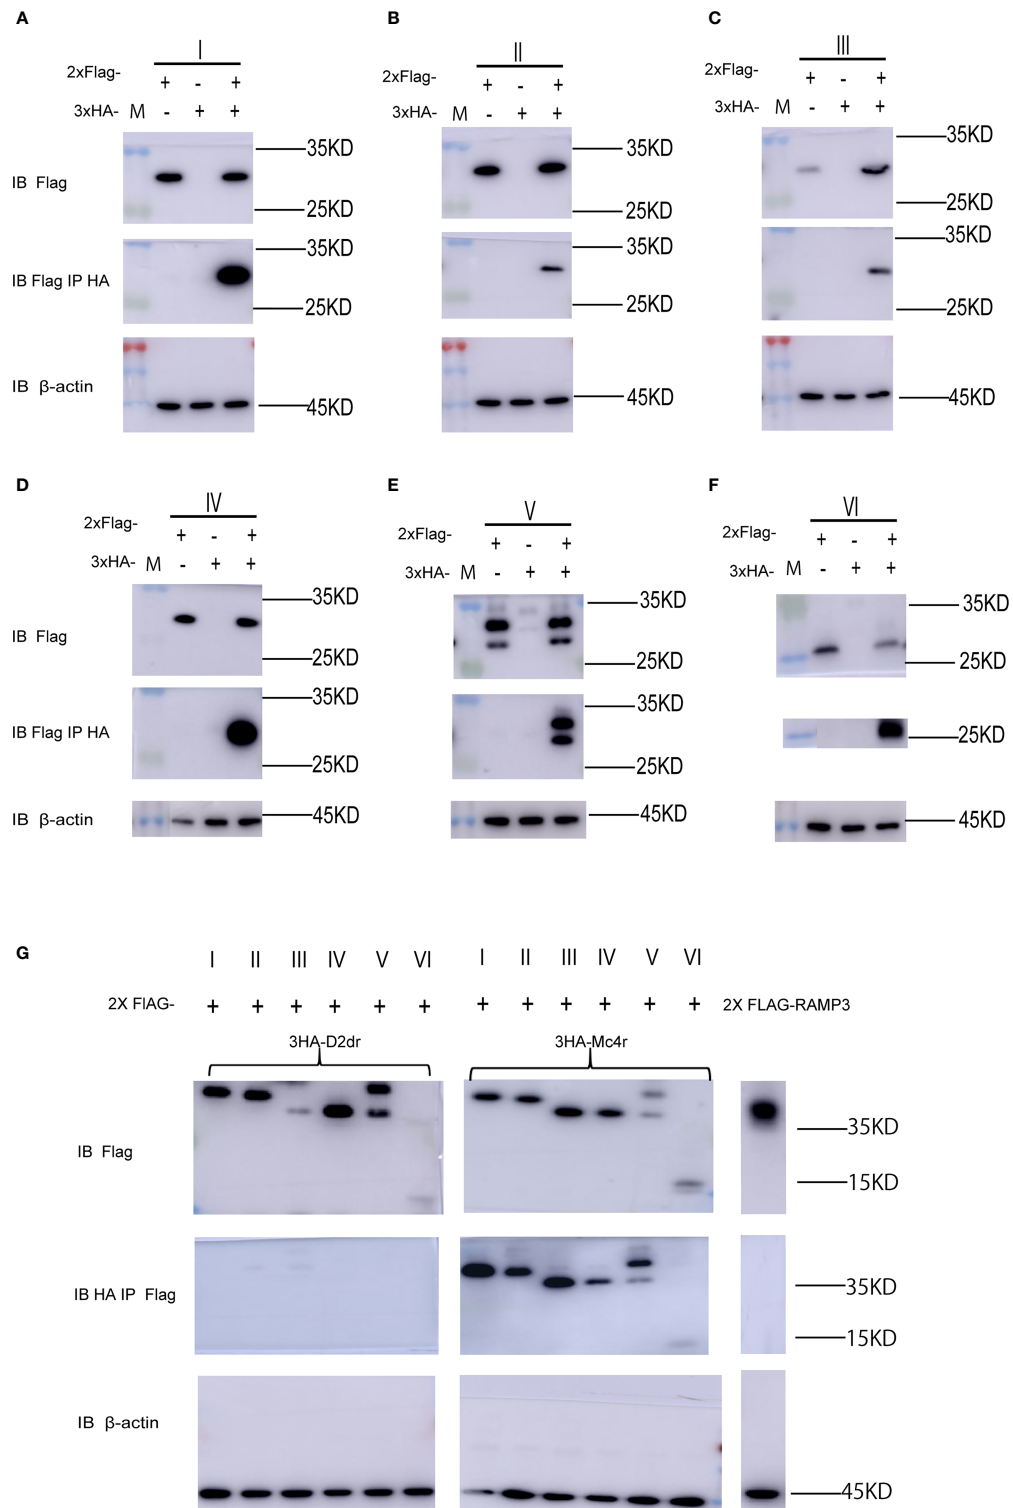 A
I
2xFlag- + - +
3xHA- M - + +
IB Flag
35KD
25KD
IB Flag IP HA
35KD
25KD
IB β-actin
45KD
B
II
2xFlag- + - +
3xHA- M - + +
35KD
25KD
35KD
25KD
45KD
C
III
2xFlag- + - +
3xHA- M - + +
35KD
25KD
35KD
25KD
45KD
D
IV
2xFlag- + - +
3xHA- M - + +
IB Flag
35KD
25KD
IB Flag IP HA
35KD
25KD
IB β-actin
45KD
E
V
2xFlag- + - +
3xHA- M - + +
35KD
25KD
35KD
25KD
45KD
F
VI
2xFlag- + - +
3xHA- M - + +
35KD
25KD
25KD
45KD
G
I II III IV V VI I II III IV V VI
2X FlAG- + + + + + + + + + + + + 2X FLAG-RAMP3
3HA-D2dr 3HA-Mc4r
IB Flag
35KD
15KD
IB HA IP Flag
35KD
15KD
IB β-actin
45KD